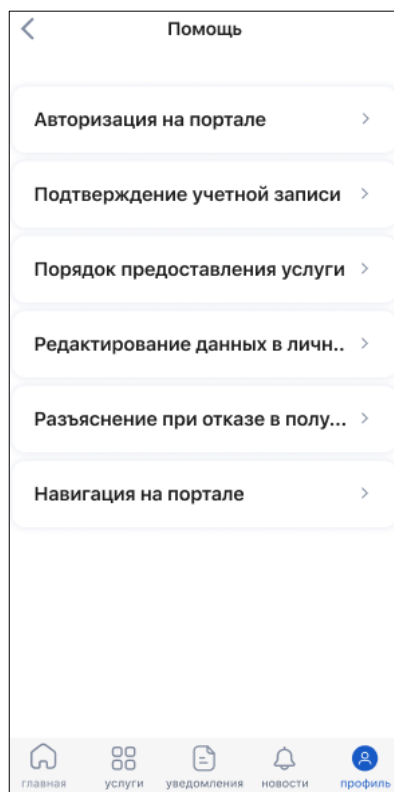 Помощь
Авторизация на портале
Подтверждение учетной записи
Порядок предоставления услуги
Редактирование данных в личн..
Разъяснение при отказе в полу...
Навигация на портале
главная услуги уведомления новости профиль